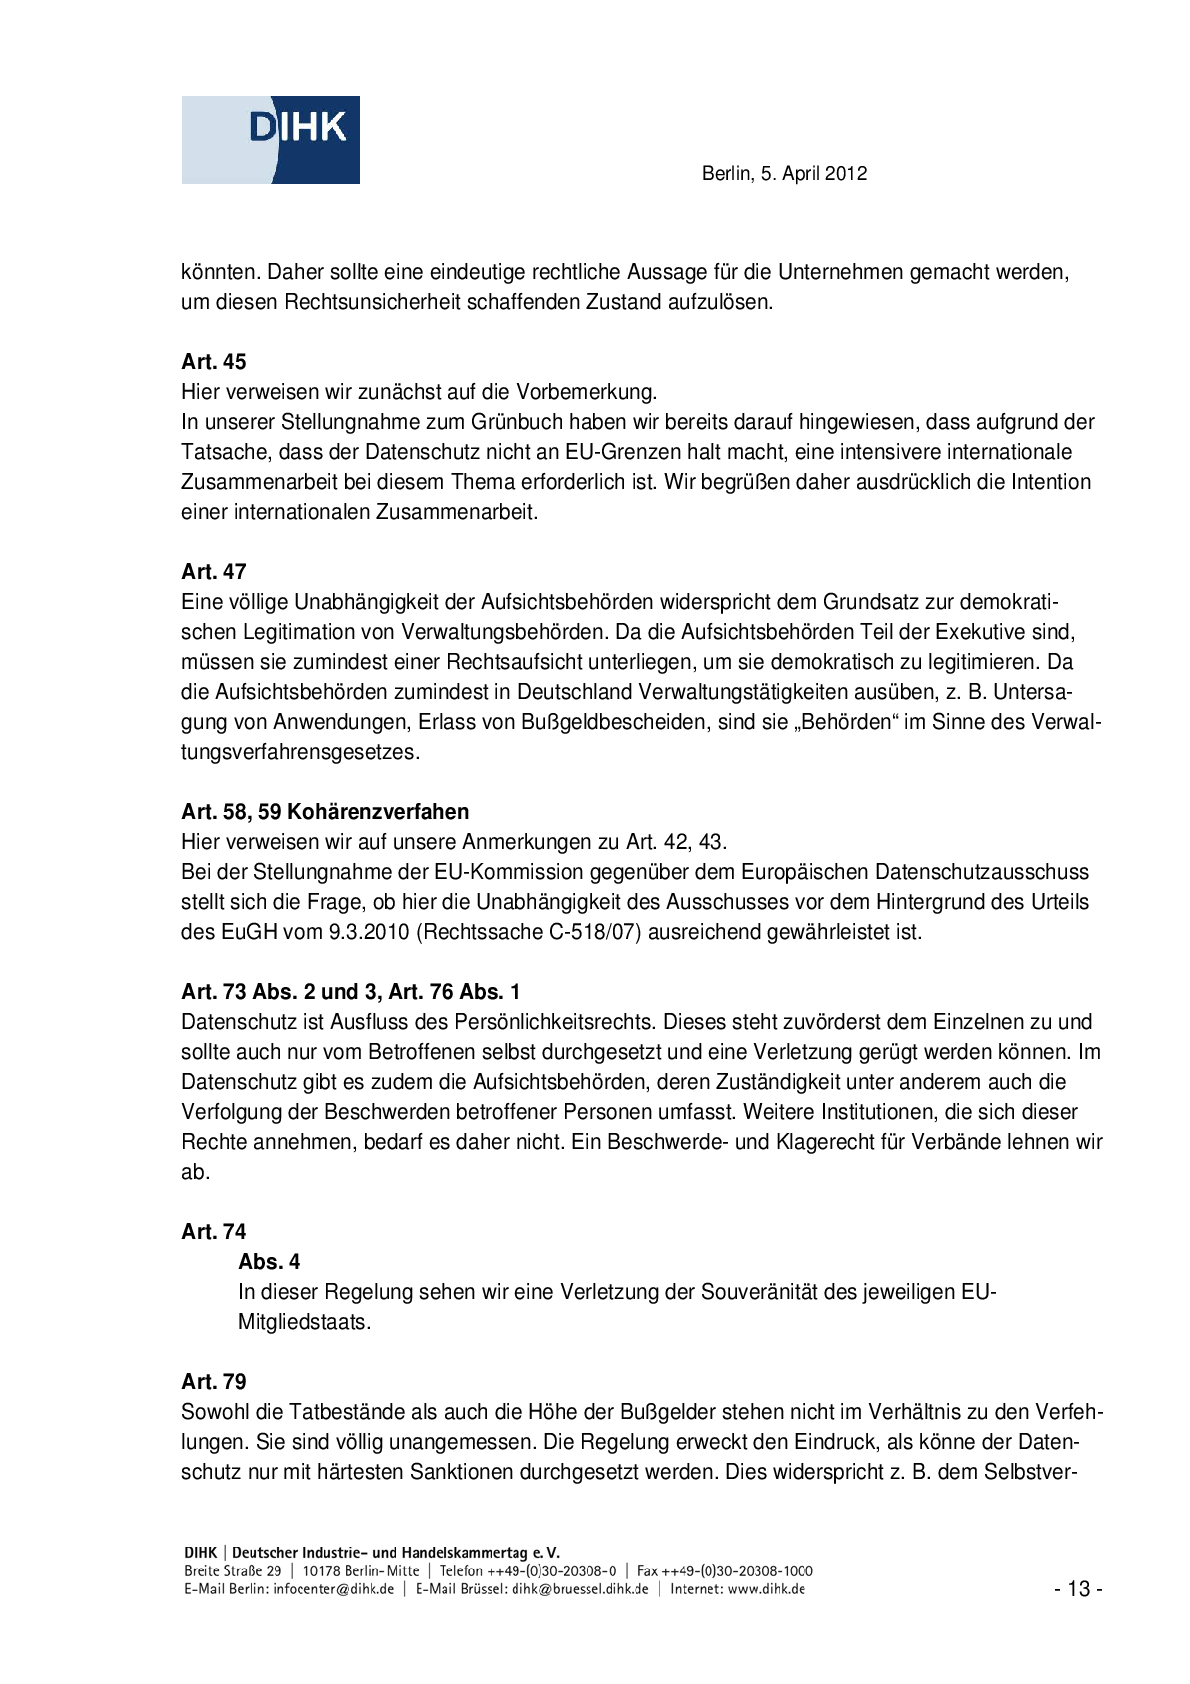 DIHK
Berlin, 5. April 2012
könnten. Daher sollte eine eindeutige rechtliche Aussage für die Unternehmen gemacht werden,
um diesen Rechtsunsicherheit schaffenden Zustand aufzulösen.
Art. 45
Hier verweisen wir zunächst auf die Vorbemerkung.
In unserer Stellungnahme zum Grünbuch haben wir bereits darauf hingewiesen, dass aufgrund der
Tatsache, dass der Datenschutz nicht an EU-Grenzen halt macht, eine intensivere internationale
Zusammenarbeit bei diesem Thema erforderlich ist. Wir begrüßen daher ausdrücklich die Intention
einer internationalen Zusammenarbeit.
Art. 47
Eine völlige Unabhängigkeit der Aufsichtsbehörden widerspricht dem Grundsatz zur demokrati-
schen Legitimation von Verwaltungsbehörden. Da die Aufsichtsbehörden Teil der Exekutive sind,
müssen sie zumindest einer Rechtsaufsicht unterliegen, um sie demokratisch zu legitimieren. Da
die Aufsichtsbehörden zumindest in Deutschland Verwaltungstätigkeiten ausüben, z. B. Untersa-
gung von Anwendungen, Erlass von Bußgeldbescheiden, sind sie „Behörden“ im Sinne des Verwal-
tungsverfahrensgesetzes.
Art. 58, 59 Kohärenzverfahen
Hier verweisen wir auf unsere Anmerkungen zu Art. 42, 43.
Bei der Stellungnahme der EU-Kommission gegenüber dem Europäischen Datenschutzausschuss
stellt sich die Frage, ob hier die Unabhängigkeit des Ausschusses vor dem Hintergrund des Urteils
des EuGH vom 9.3.2010 (Rechtssache C-518/07) ausreichend gewährleistet ist.
Art. 73 Abs. 2 und 3, Art. 76 Abs. 1
Datenschutz ist Ausfluss des Persönlichkeitsrechts. Dieses steht zuvörderst dem Einzelnen zu und
sollte auch nur vom Betroffenen selbst durchgesetzt und eine Verletzung gerügt werden können. Im
Datenschutz gibt es zudem die Aufsichtsbehörden, deren Zuständigkeit unter anderem auch die
Verfolgung der Beschwerden betroffener Personen umfasst. Weitere Institutionen, die sich dieser
Rechte annehmen, bedarf es daher nicht. Ein Beschwerde- und Klagerecht für Verbände lehnen wir
ab.
Art. 74
Abs. 4
In dieser Regelung sehen wir eine Verletzung der Souveränität des jeweiligen EU-
Mitgliedstaats.
Art. 79
Sowohl die Tatbestände als auch die Höhe der Bußgelder stehen nicht im Verhältnis zu den Verfeh-
lungen. Sie sind völlig unangemessen. Die Regelung erweckt den Eindruck, als könne der Daten-
schutz nur mit härtesten Sanktionen durchgesetzt werden. Dies widerspricht z. B. dem Selbstver-
DIHK | Deutscher Industrie- und Handelskammertag e. V.
Breite Straße 29 | 10178 Berlin-Mitte | Telefon ++49-(0)30-20308-0 | Fax ++49-(0)30-20308-1000
E-Mail Berlin: infocenter@dihk.de | E-Mail Brüssel: dihk@bruessel.dihk.de | Internet: www.dihk.de
- 13 -